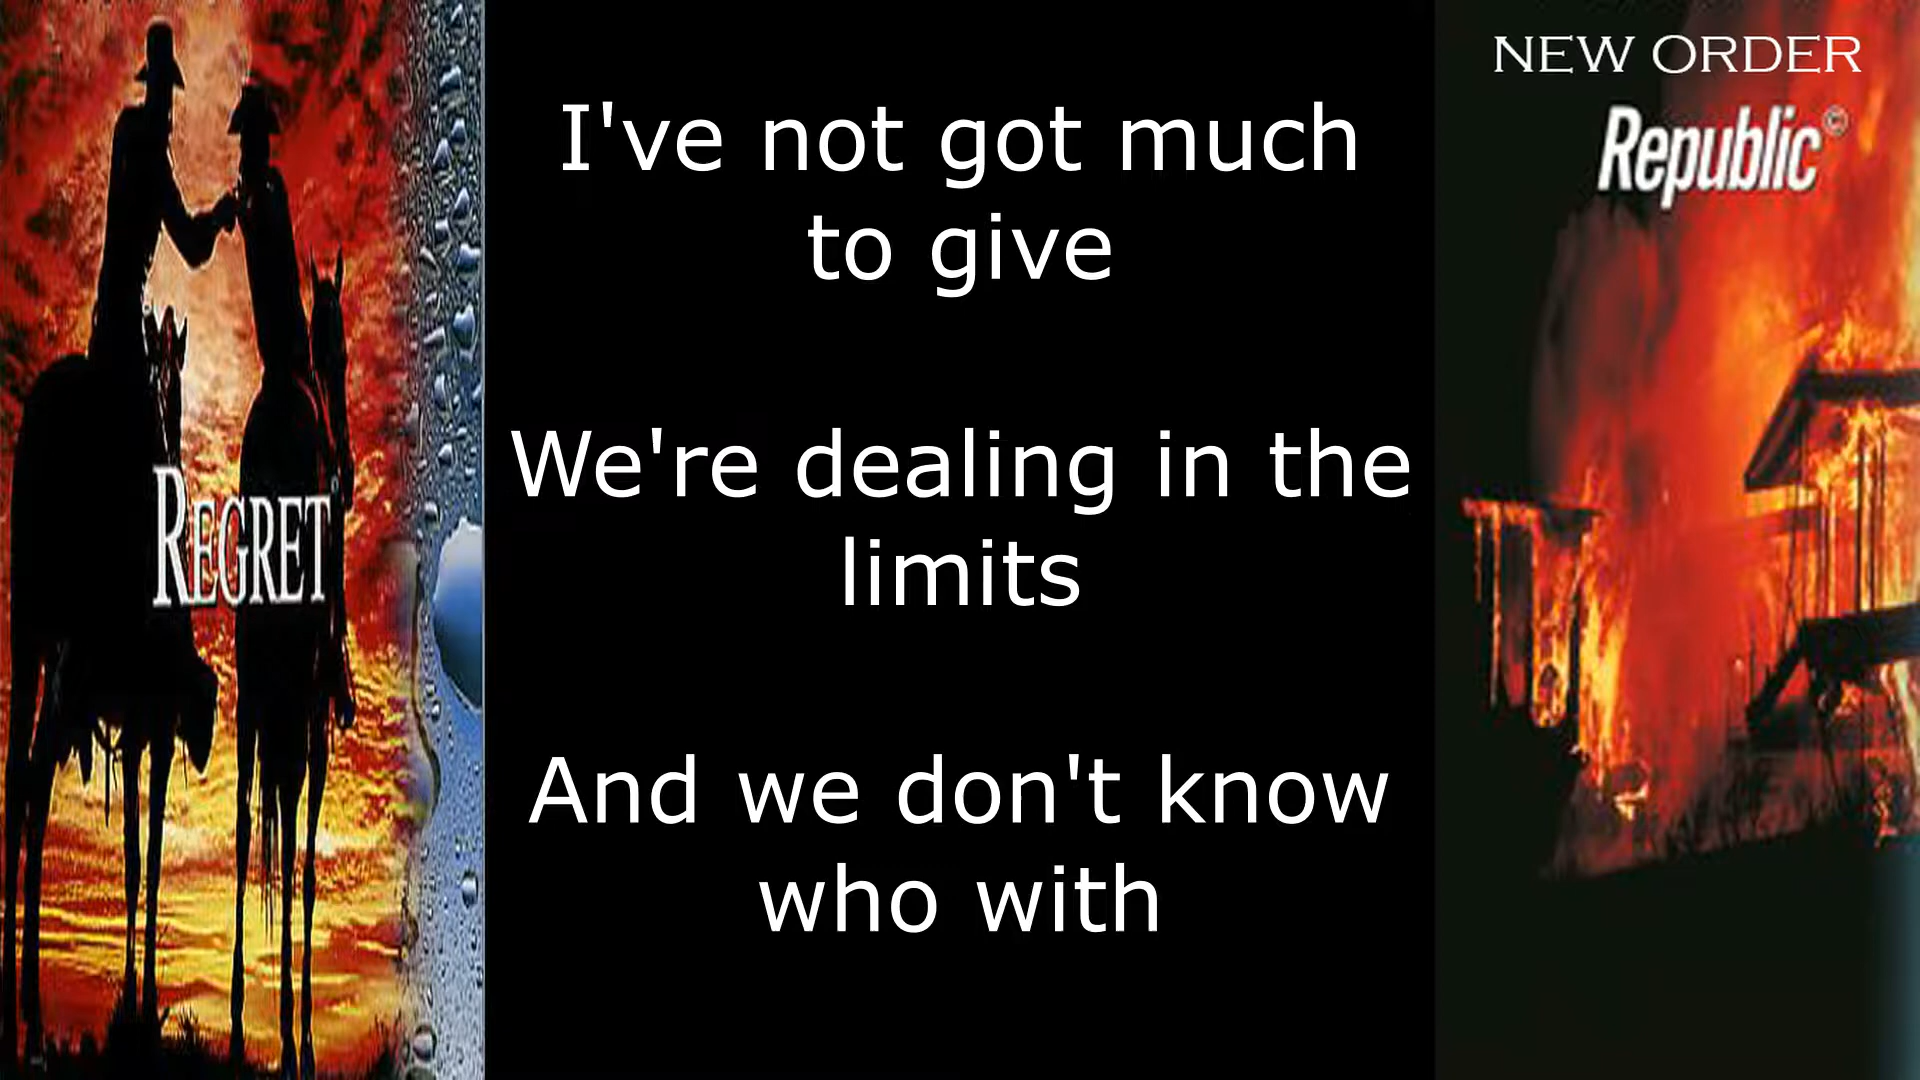 REGRET
I've not got much
to give
We're dealing in the
limits
And we don't know
who with
NEW ORDER
Republic©